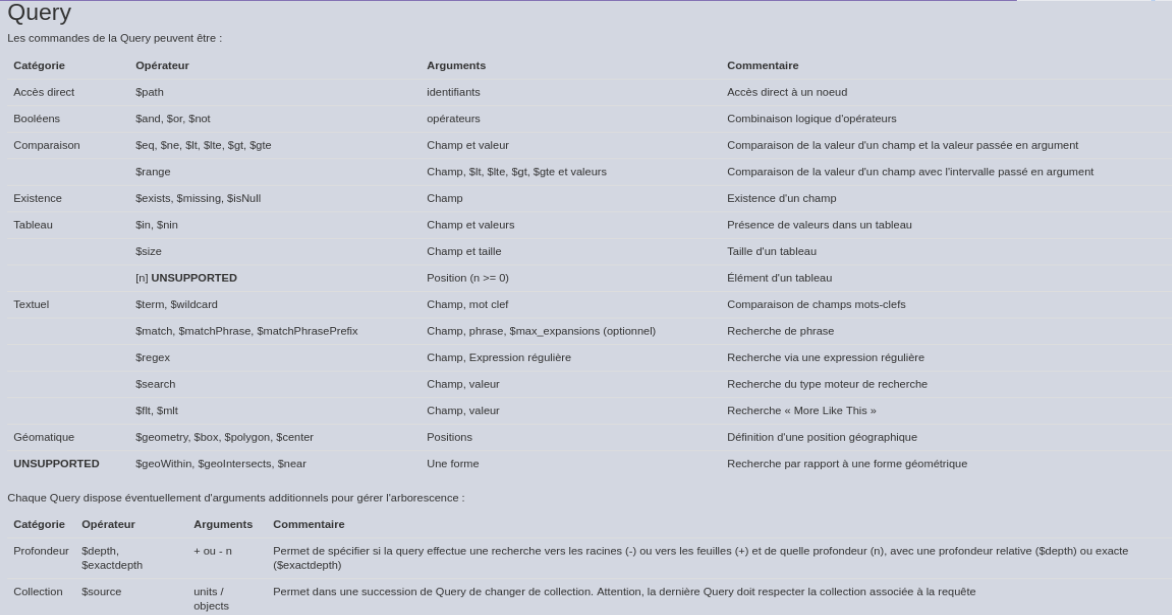 Query
Les commandes de la Query peuvent être :
Catégorie Opérateur Arguments Commentaire
Accès direct $path identifiants Accès direct à un noeud
Booléens $and, $or, $not opérateurs Combinaison logique d'opérateurs
Comparaison $eq, $ne, $lt, $lte, $gt, $gte Champ et valeur Comparaison de la valeur d'un champ et la valeur passée en argument
$range Champ, $lt, $lte, $gt, $gte et valeurs Comparaison de la valeur d'un champ avec l'intervalle passé en argument
Existence $exists, $missing, $isNull Champ Existence d'un champ
Tableau $in, $nin Champ et valeurs Présence de valeurs dans un tableau
$size Champ et taille Taille d'un tableau
[n] UNSUPPORTED Position (n >= 0) Élément d'un tableau
Textuel $term, $wildcard Champ, mot clef Comparaison de champs mots-clefs
$match, $matchPhrase, $matchPhrasePrefix Champ, phrase, $max_expansions (optionnel) Recherche de phrase
$regex Champ, Expression régulière Recherche via une expression régulière
$search Champ, valeur Recherche du type moteur de recherche
$flt, $mlt Champ, valeur Recherche « More Like This »
Géomatique $geometry, $box, $polygon, $center Positions Définition d'une position géographique
UNSUPPORTED $geoWithin, $geoIntersects, $near Une forme Recherche par rapport à une forme géométrique
Chaque Query dispose éventuellement d'arguments additionnels pour gérer l'arborescence :
Catégorie Opérateur Arguments Commentaire
Profondeur $depth, + ou - n Permet de spécifier si la query effectue une recherche vers les racines (-) ou vers les feuilles (+) et de quelle profondeur (n), avec une profondeur relative ($depth) ou exacte
$exactdepth ($exactdepth)
Collection $source units / Permet dans une succession de Query de changer de collection. Attention, la dernière Query doit respecter la collection associée à la requête
objects